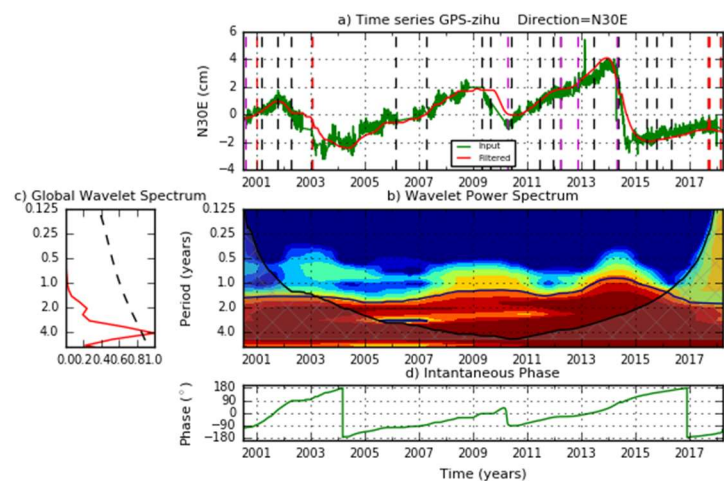 a) Time series GPS-zihu    Direction=N30E
N30E (cm)
6
4
2
0
−2
−4
Input
Filtered
2001 2003 2005 2007 2009 2011 2013 2015 2017
c) Global Wavelet Spectrum
0.125
0.25
0.5
1.0
2.0
4.0
0.00.20.40.60.81.0
b) Wavelet Power Spectrum
Period (years)
0.125
0.25
0.5
1.0
2.0
4.0
2001 2003 2005 2007 2009 2011 2013 2015 2017
d) Intantaneous Phase
Phase (°)
180
90
0
−90
−180
2001 2003 2005 2007 2009 2011 2013 2015 2017
Time (years)